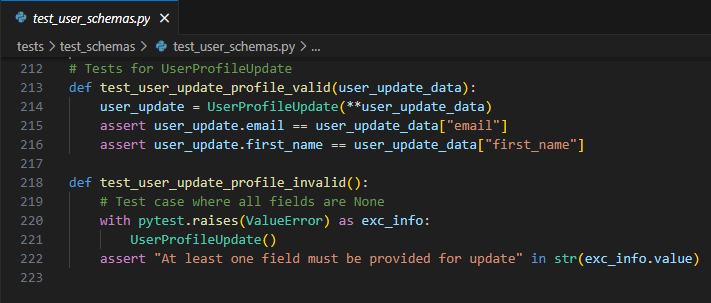 test_user_schemas.py ×
tests > test_schemas > test_user_schemas.py > ...
212 # Tests for UserProfileUpdate
213 def test_user_update_profile_valid(user_update_data):
214 user_update = UserProfileUpdate(**user_update_data)
215 assert user_update.email == user_update_data["email"]
216 assert user_update.first_name == user_update_data["first_name"]
217
218 def test_user_update_profile_invalid():
219 # Test case where all fields are None
220 with pytest.raises(ValueError) as exc_info:
221 UserProfileUpdate()
222 assert "At least one field must be provided for update" in str(exc_info.value)
223